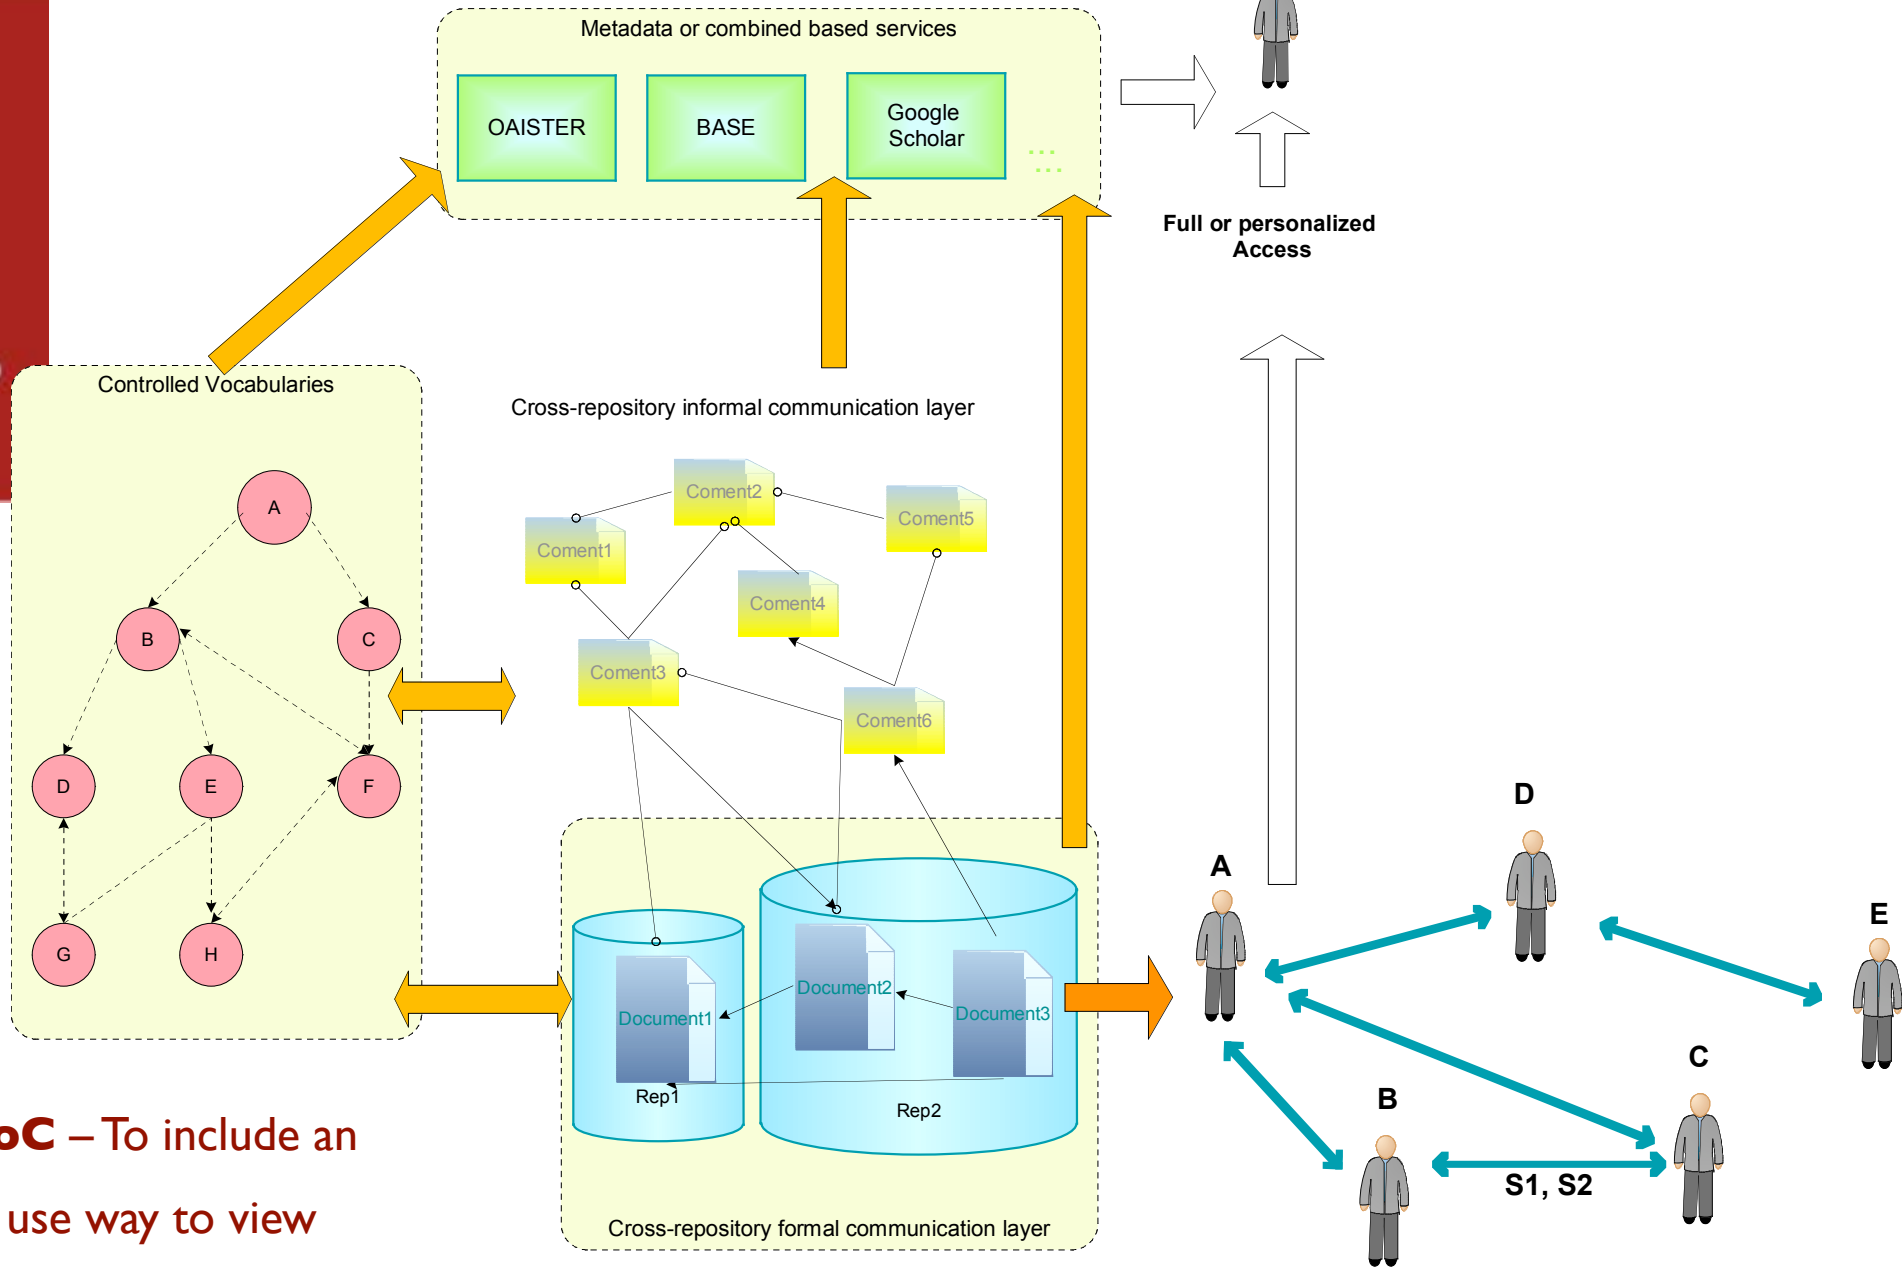 Metadata or combined based services
OAISTER
BASE
Google
Scholar
...
...
Full or personalized
Access
Controlled Vocabularies
Cross-repository informal communication layer
A
B
C
D
E
F
G
H
Coment2
Coment5
Coment1
Coment4
Coment3
Coment6
Document2
Document1
Document3
Rep1
Rep2
Cross-repository formal communication layer
D
A
E
C
B
S1, S2
oC – To include an
use way to view